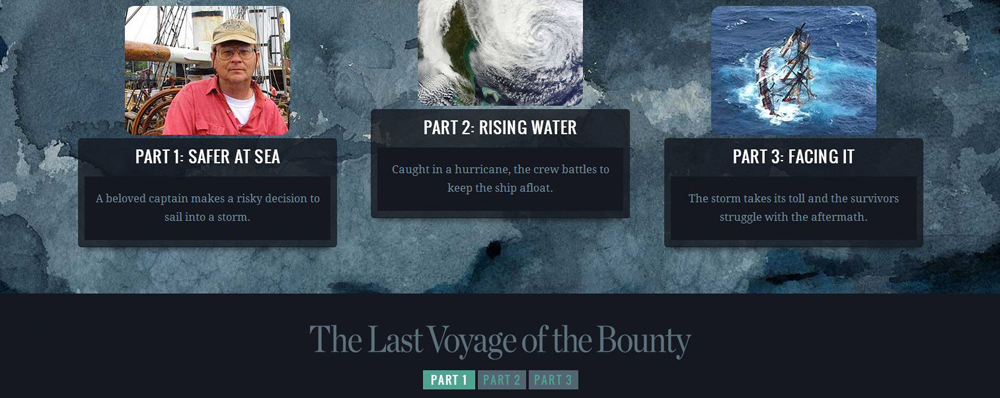 PART 1: SAFER AT SEA
A beloved captain makes a risky decision to
sail into a storm.
PART 2: RISING WATER
Caught in a hurricane, the crew battles to
keep the ship afloat.
PART 3: FACING IT
The storm takes its toll and the survivors
struggle with the aftermath.
The Last Voyage of the Bounty
PART 1 PART 2 PART 3